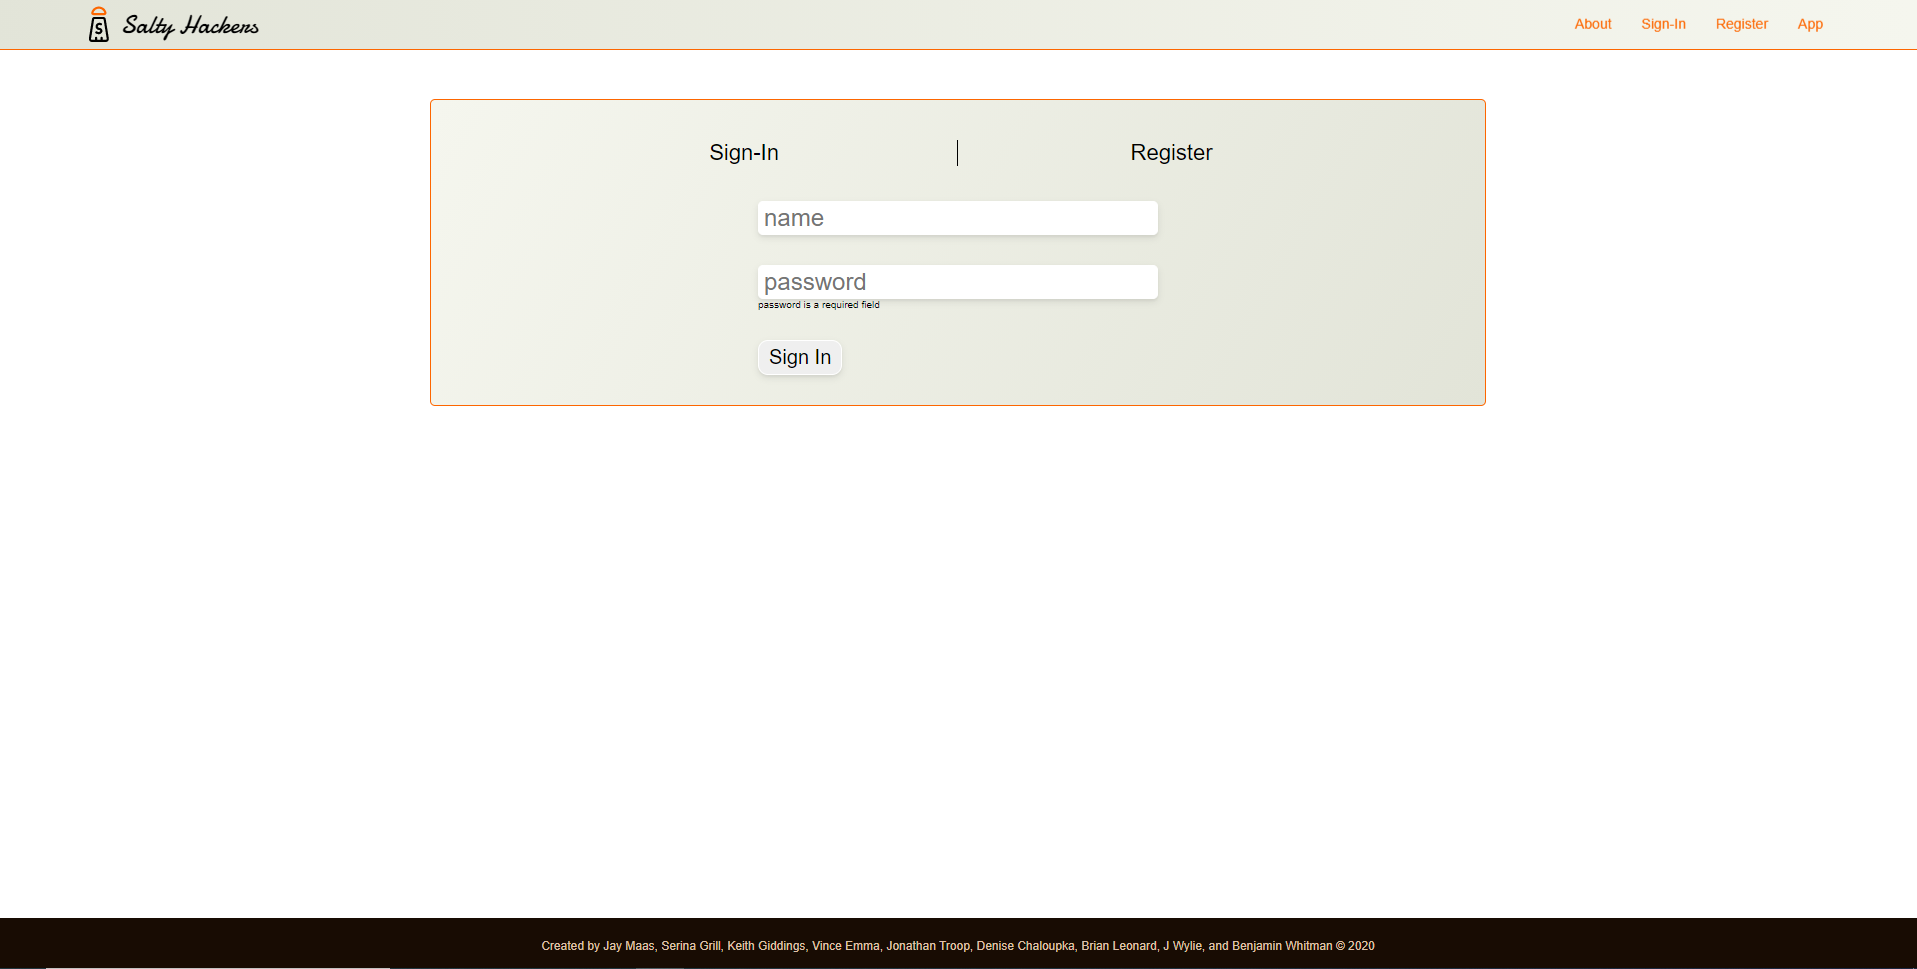 S Salty Hackers
About Sign-In Register App
Sign-In Register
name
password
password is a required field
Sign In
Created by Jay Maas, Serina Grill, Keith Giddings, Vince Emma, Jonathan Troop, Denise Chaloupka, Brian Leonard, J Wylie, and Benjamin Whitman © 2020